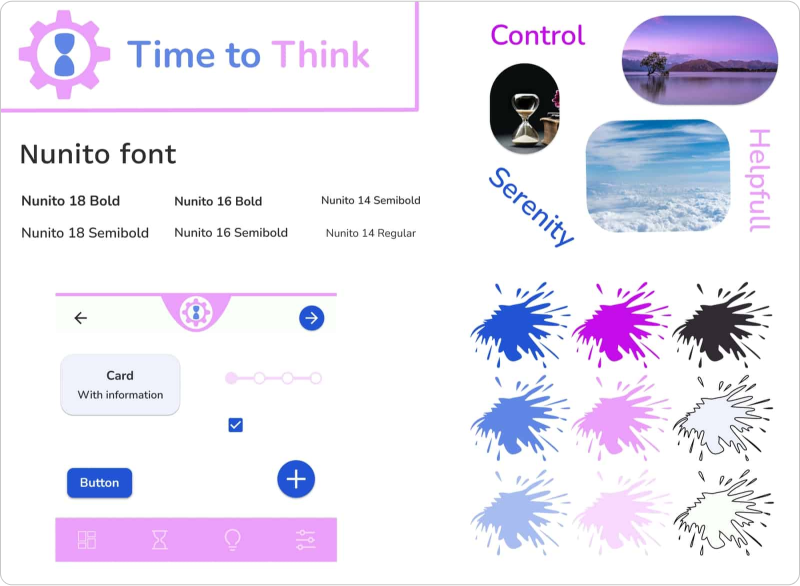 Time to Think
Control
Helpfull
Serenity
Nunito font
Nunito 18 Bold
Nunito 16 Bold
Nunito 14 Semibold
Nunito 18 Semibold
Nunito 16 Semibold
Nunito 14 Regular
Card
With information
Button